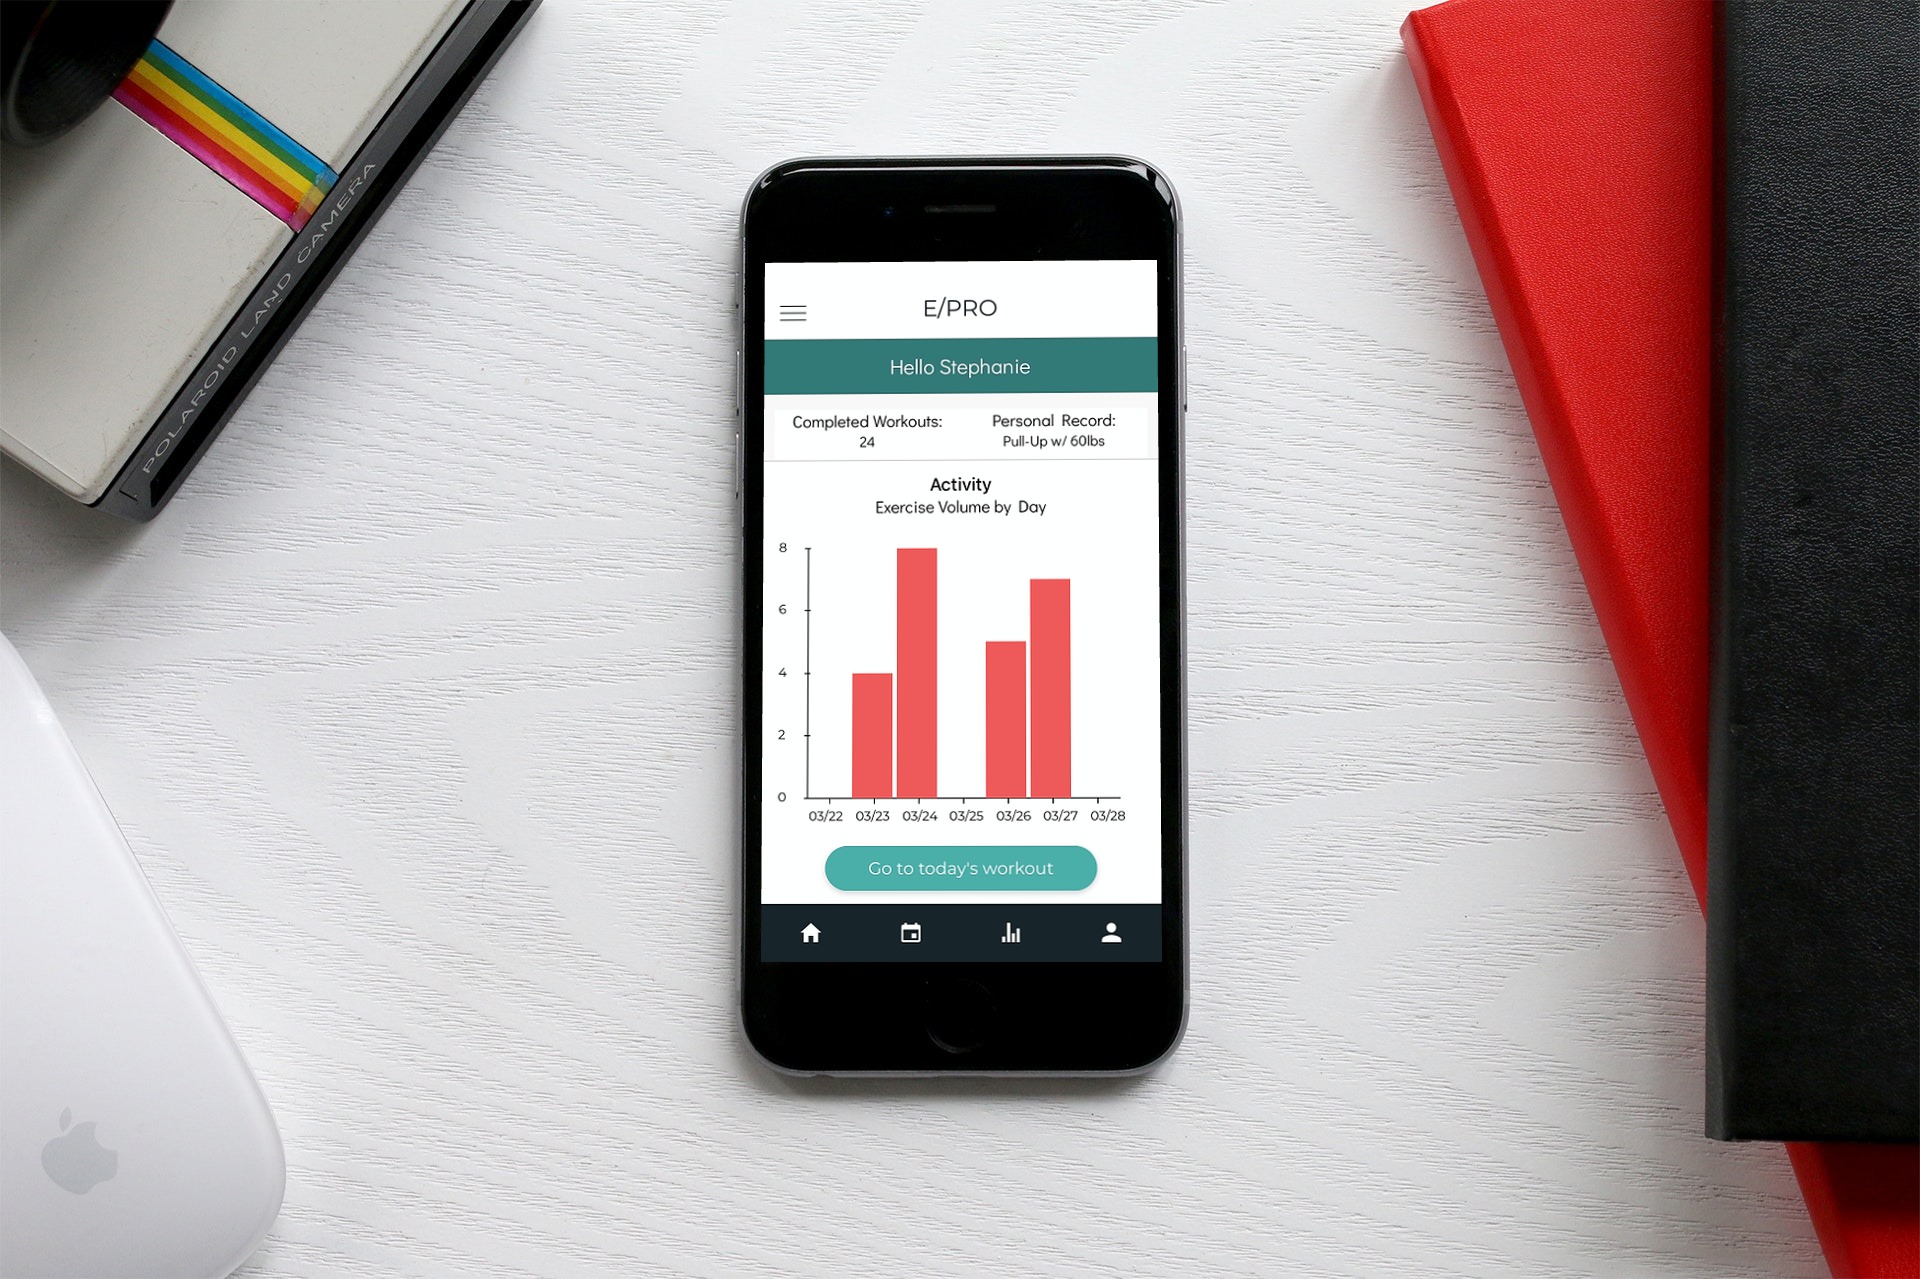 POLAROID LAND CAMERA
E/PRO
Hello Stephanie
Completed Workouts:
24
Personal Record:
Pull-Up w/ 60lbs
Activity
Exercise Volume by Day
8
6
4
2
0
03/22 03/23 03/24 03/25 03/26 03/27 03/28
Go to today's workout